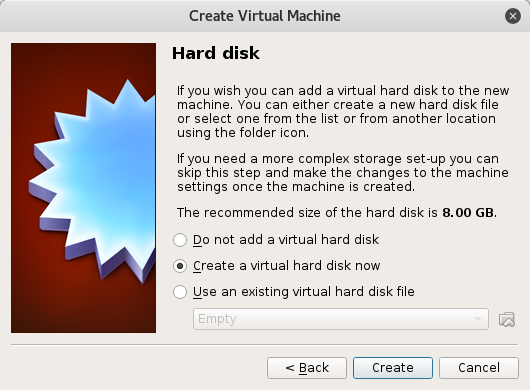 Create Virtual Machine
Hard disk
If you wish you can add a virtual hard disk to the new
machine. You can either create a new hard disk file
or select one from the list or from another location
using the folder icon.
If you need a more complex storage set-up you can
skip this step and make the changes to the machine
settings once the machine is created.
The recommended size of the hard disk is 8.00 GB.
Do not add a virtual hard disk
Create a virtual hard disk now
Use an existing virtual hard disk file
Empty
< Back
Create
Cancel